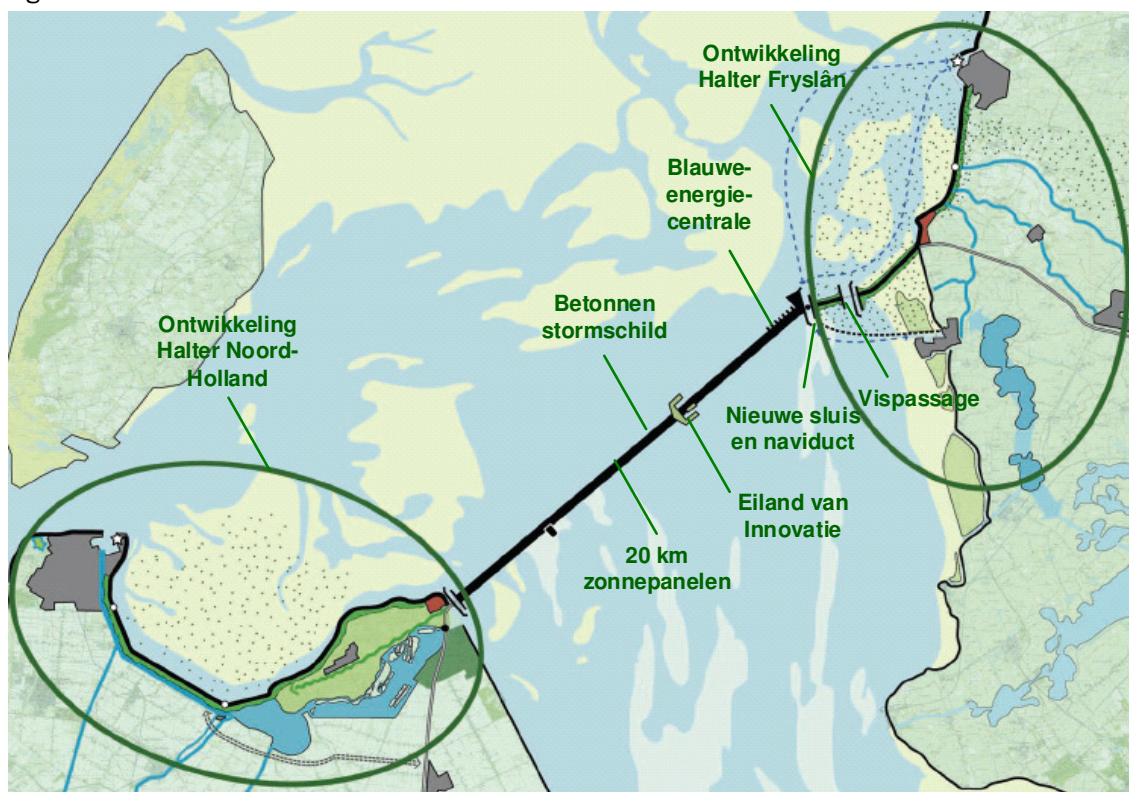 Ontwikkeling
Halter Fryslân
Blauwe-
energie-
centrale
Betonnen
stormschild
Ontwikkeling
Halter Noord-
Holland
Vispassage
Nieuwe sluis
en naviduct
Eiland van
Innovatie
20 km
zonnepanelen